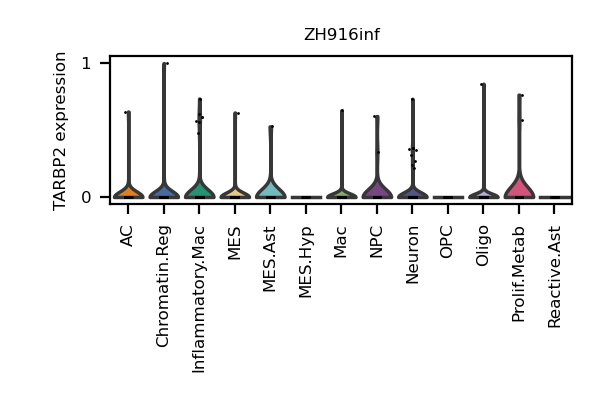 ZH916inf
TARBP2 expression
1
0
AC
Chromatin.Reg
Inflammatory.Mac
MES
MES.Ast
MES.Hyp
Mac
NPC
Neuron
OPC
Oligo
Prolif.Metab
Reactive.Ast